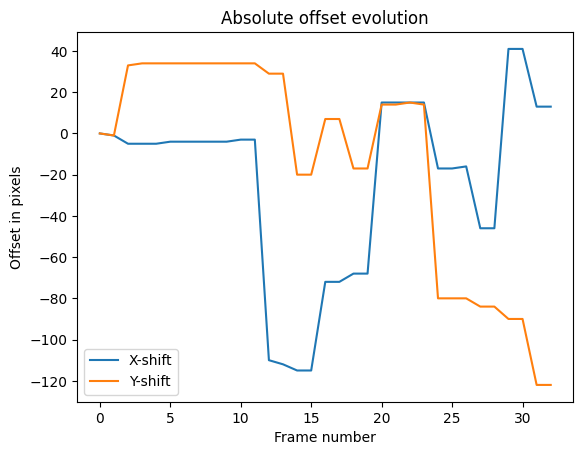 Absolute offset evolution
Offset in pixels
40
20
0
−20
−40
−60
−80
−100
−120
X-shift
Y-shift
0 5 10 15 20 25 30
Frame number